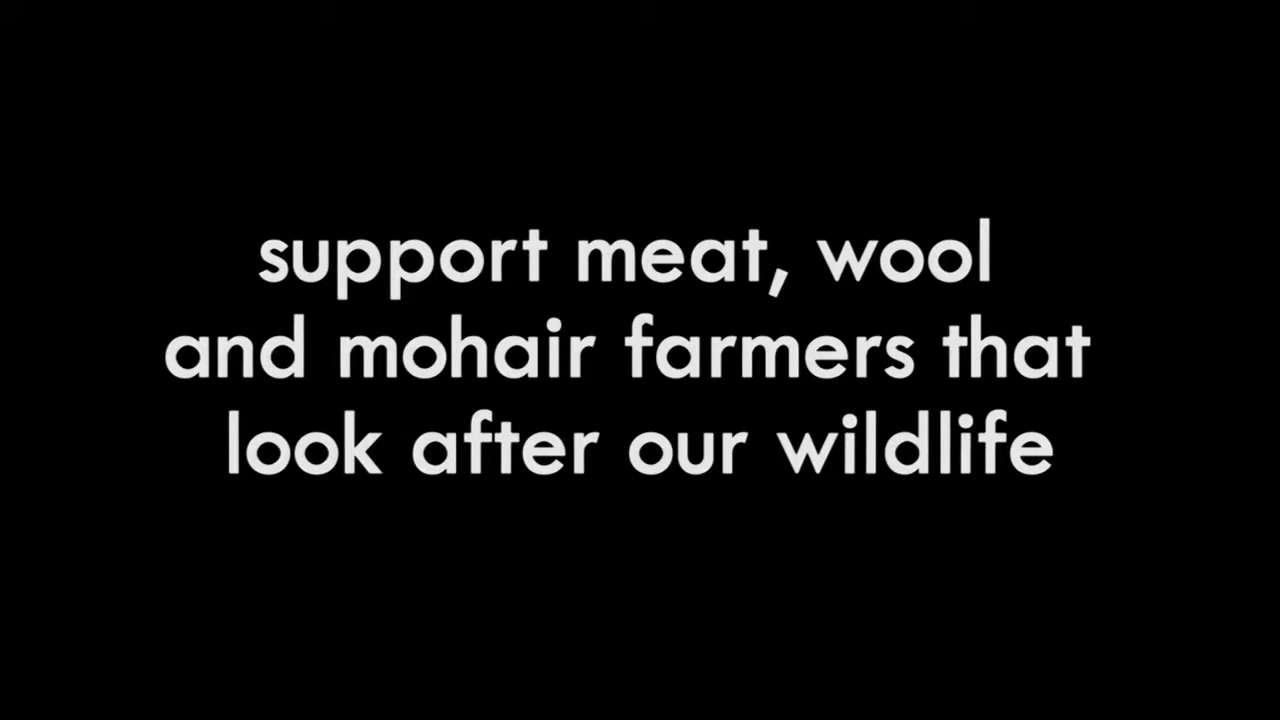 support meat, wool
and mohair farmers that
look after our wildlife